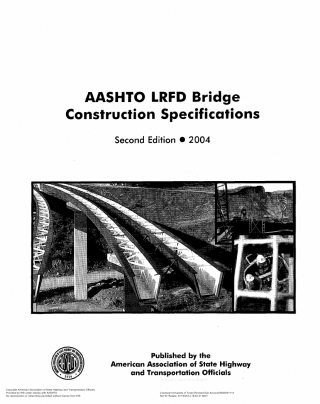 AASHTO LRFD Bridge
Construction Specifications
Second Edition • 2004
Published by the
American Association of State Highway
and Transportation Officials